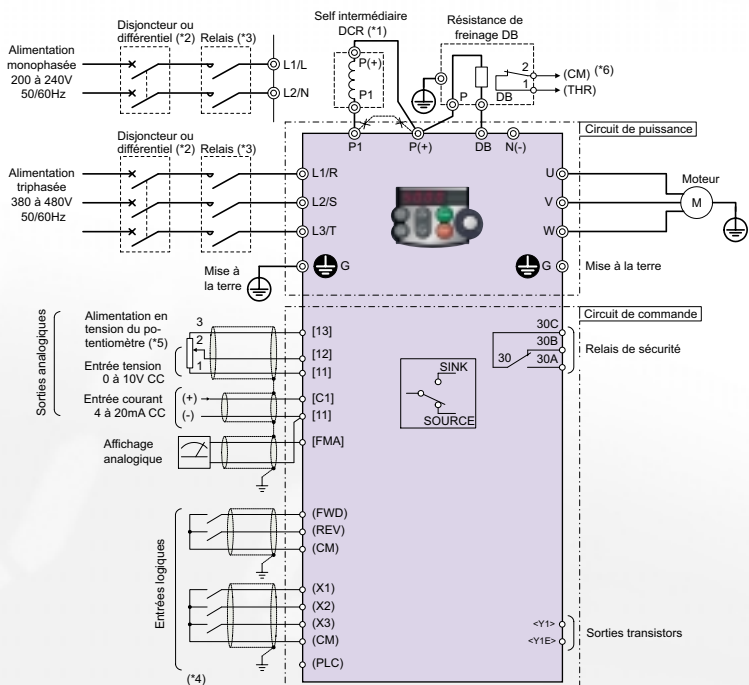 Self intermédiaire
DCR (*1)
Résistance de
freinage DB
Disjoncteur ou
différentiel (*2)
Relais (*3)
Alimentation
monophasée
200 à 240V
50/60Hz
L1/L
L2/N
P(+)
P1
P
DB
2
1
(CM) (*6)
(THR)
Circuit de puissance
P1
P(+)
DB
N(-)
Disjoncteur ou
différentiel (*2)
Relais (*3)
Alimentation
triphasée
380 à 480V
50/60Hz
L1/R
L2/S
L3/T
U
V
W
Moteur
M
Mise à
la terre
G
G
Mise à la terre
Circuit de commande
Sorties analogiques
Alimentation en
tension du po-
tentiomètre (*5)
3
2
1
[13]
[12]
[11]
Entrée tension
0 à 10V CC
Entrée courant
4 à 20mA CC
(+)
(-)
[C1]
[11]
Affichage
analogique
[FMA]
SINK
SOURCE
30C
30B
30
30A
Relais de sécurité
Entrées logiques
(FWD)
(REV)
(CM)
(X1)
(X2)
(X3)
(CM)
(PLC)
(*4)
<Y1>
<Y1E>
Sorties transistors